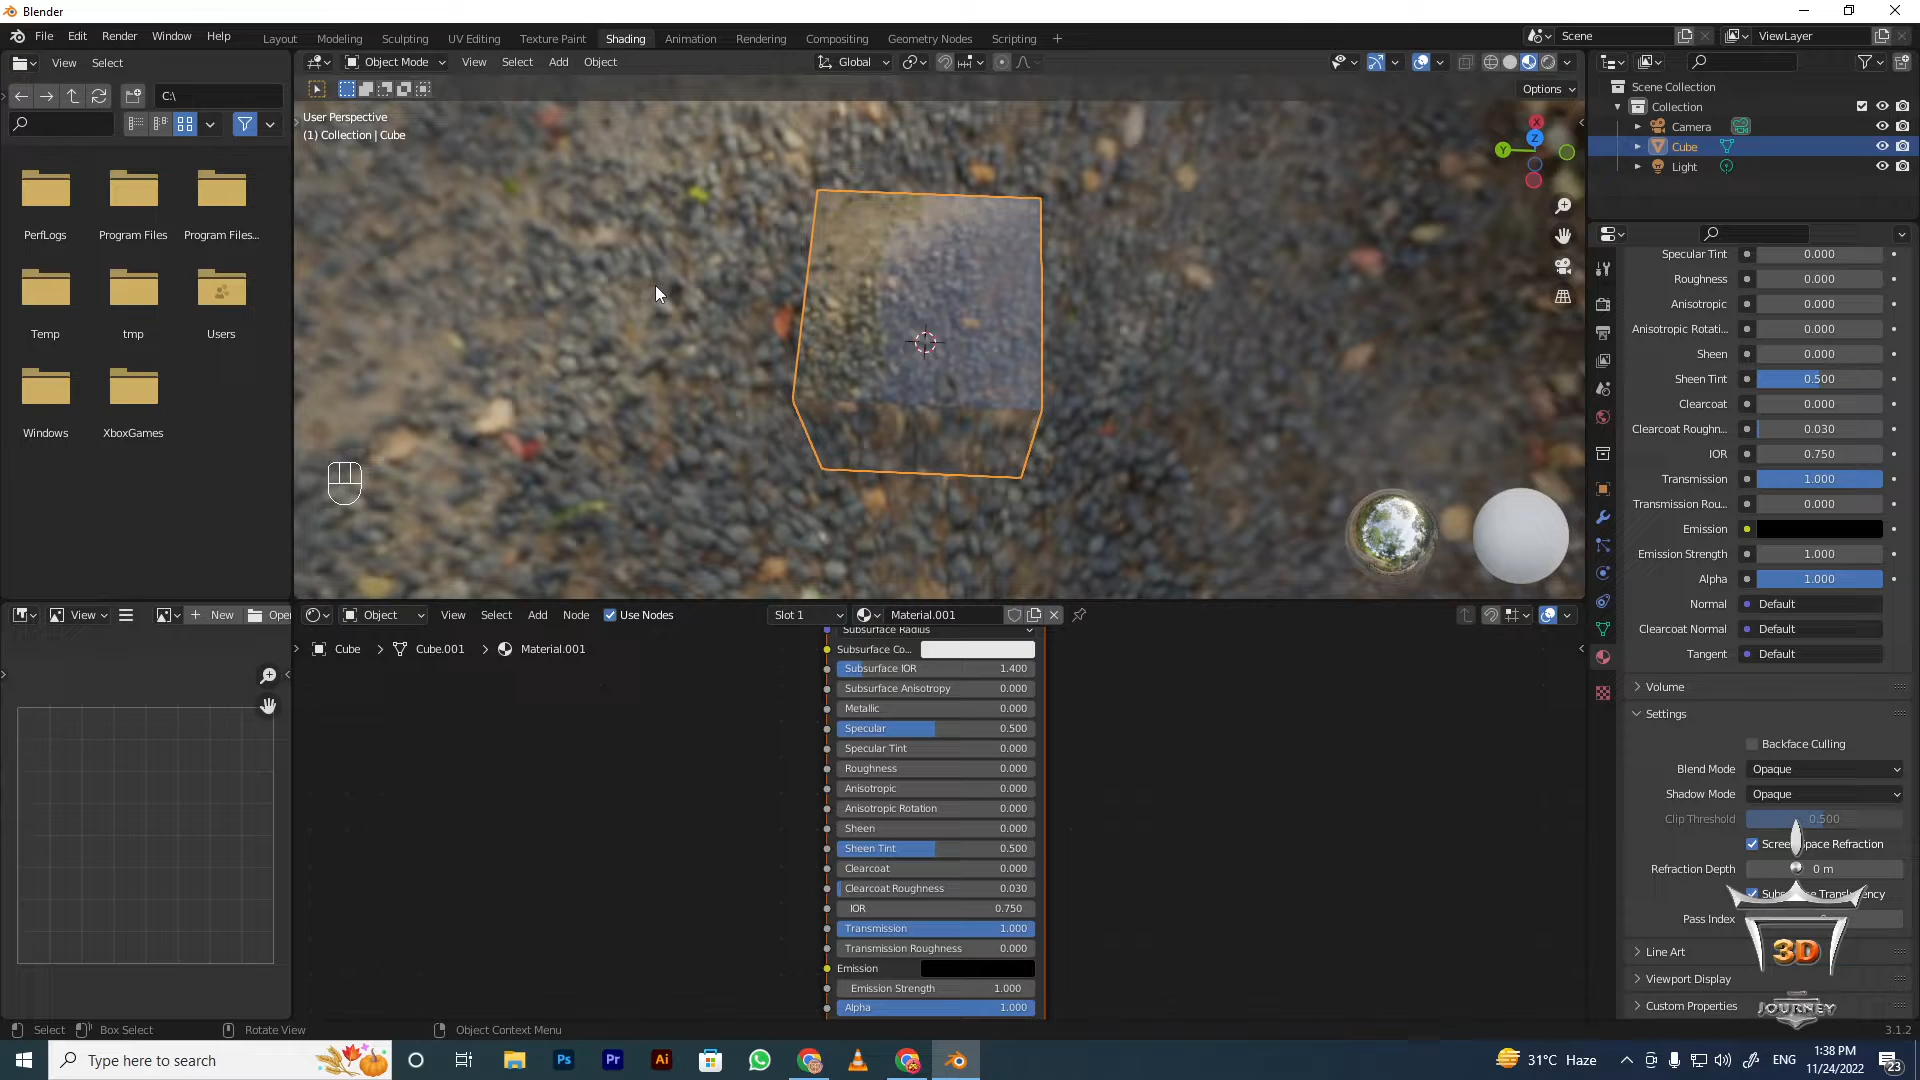 Blender
File Edit Render Window Help
Layout Modeling Sculpting UV Editing Texture Paint Shading Animation Rendering Compositing Geometry Nodes Scripting +
Scene ViewLayer
View Select
Object Mode View Select Add Object Global
C:\
Options
User Perspective
(1) Collection | Cube
X
Y
Z
Scene Collection
Collection
Camera
Cube
Light
PerfLogs Program Files Program Files...
Temp tmp Users
Windows XboxGames
Specular Tint 0.000
Roughness 0.000
Anisotropic 0.000
Anisotropic Rotati... 0.000
Sheen 0.000
Sheen Tint 0.500
Clearcoat 0.000
Clearcoat Roughn... 0.030
IOR 0.750
Transmission 1.000
Transmission Rou... 0.000
Emission
Emission Strength 1.000
Alpha 1.000
Normal Default
Clearcoat Normal Default
Tangent Default
Volume
Settings
Backface Culling
Blend Mode Opaque
Shadow Mode Opaque
Clip Threshold 0.500
Refraction Depth 0 m
Pass Index
Line Art
Viewport Display
Custom Properties
3D
JOURNEY
View + New Open
Object View Select Add Node Use Nodes Slot 1 Material.001
Cube > Cube.001 > Material.001
Subsurface Radius
Subsurface Co...
Subsurface IOR 1.400
Subsurface Anisotropy 0.000
Metallic 0.000
Specular 0.500
Specular Tint 0.000
Roughness 0.000
Anisotropic 0.000
Anisotropic Rotation 0.000
Sheen 0.000
Sheen Tint 0.500
Clearcoat 0.000
Clearcoat Roughness 0.030
IOR 0.750
Transmission 1.000
Transmission Roughness 0.000
Emission
Emission Strength 1.000
Alpha 1.000
Select Box Select Rotate View Object Context Menu 3.1.2
Type here to search
Ps Pr Ai
31°C Haze ENG
1:38 PM
11/24/2022
23